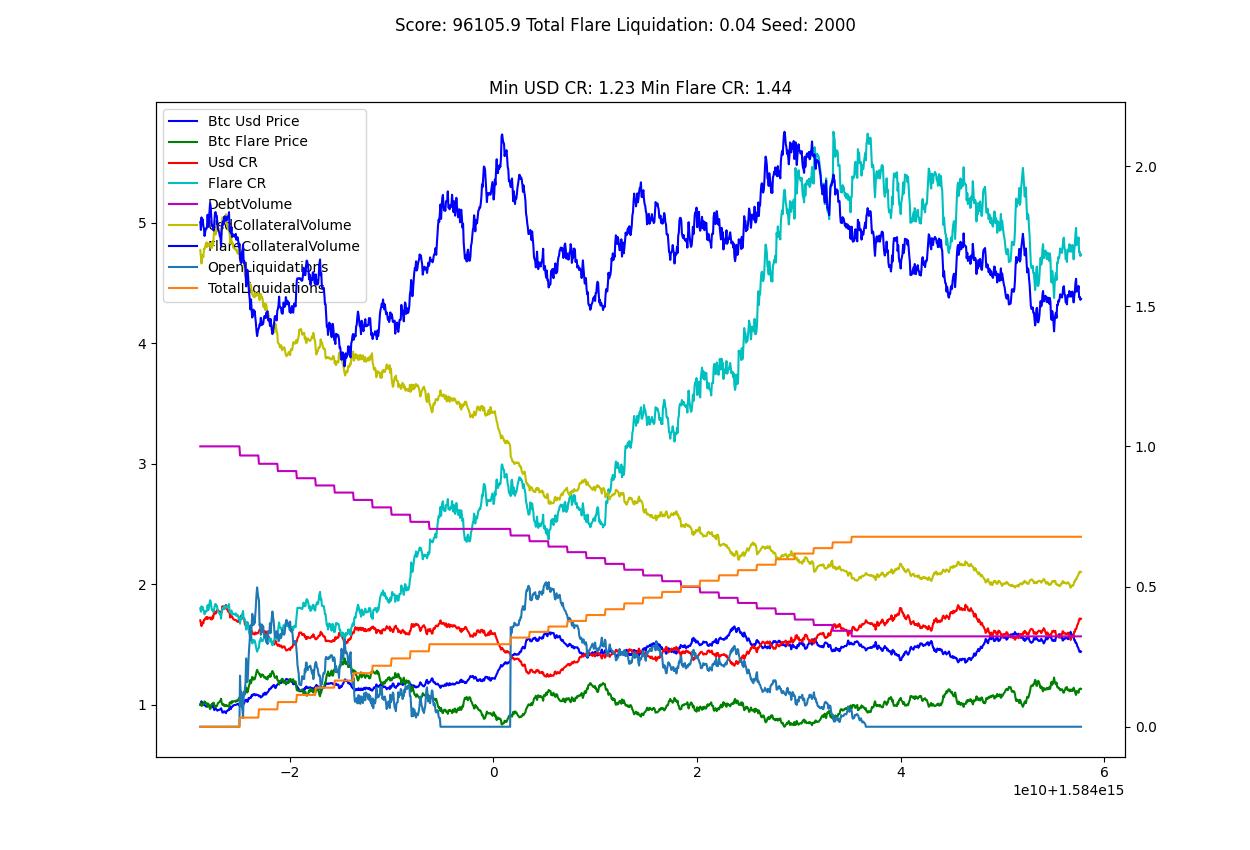 Score: 96105.9 Total Flare Liquidation: 0.04 Seed: 2000
Min USD CR: 1.23 Min Flare CR: 1.44
Btc Usd Price
Btc Flare Price
Usd CR
Flare CR
DebtVolume
CollateralVolume
FlareCollateralVolume
OpenLiquidations
TotalLiquidations
5
4
3
2
1
2.0
1.5
1.0
0.5
0.0
−2
0
2
4
6
1e10+1.584e15